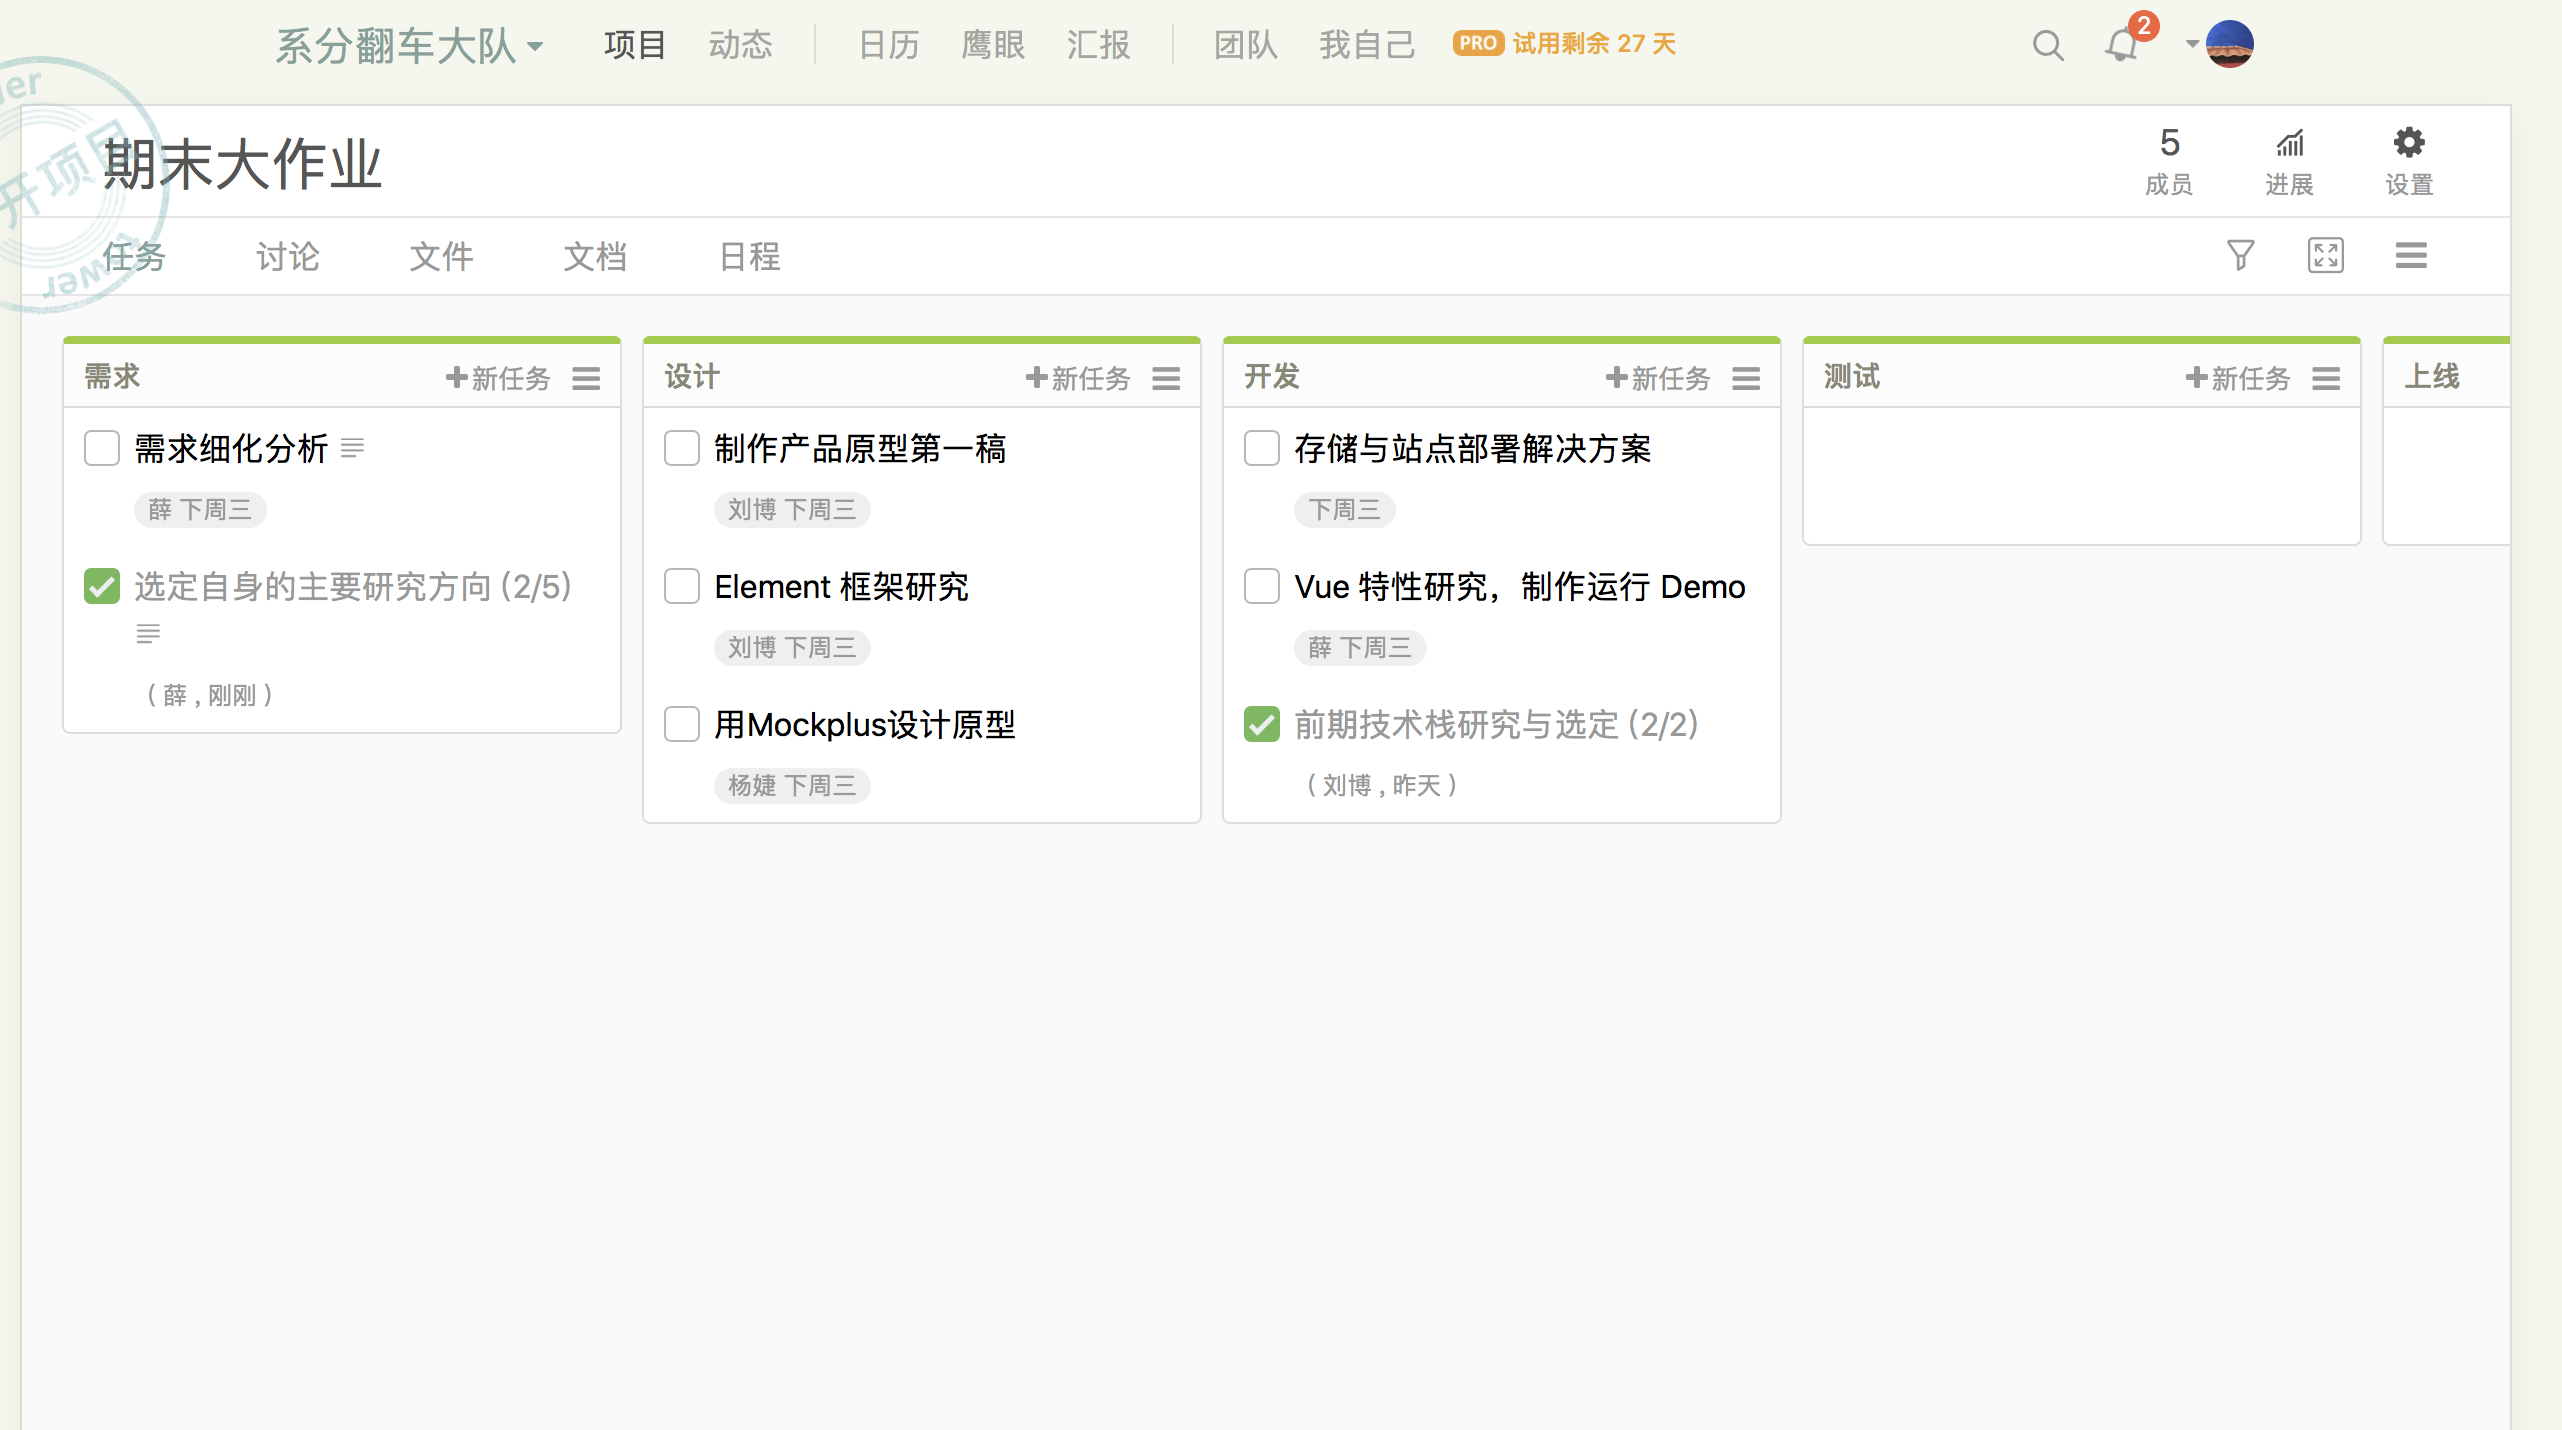 系分翻车大队 项目 动态 日历 鹰眼 汇报 团队 我自己 PRO 试用剩余 27 天 2
期末大作业
5 成员 进展 设置
开项目
ower
任务 讨论 文件 文档 日程
需求 新任务
需求细化分析
薛 下周三
选定自身的主要研究方向 (2/5)
( 薛 , 刚刚 )
设计 新任务
制作产品原型第一稿
刘博 下周三
Element 框架研究
刘博 下周三
用Mockplus设计原型
杨婕 下周三
开发 新任务
存储与站点部署解决方案
下周三
Vue 特性研究，制作运行 Demo
薛 下周三
前期技术栈研究与选定 (2/2)
( 刘博 , 昨天 )
测试 新任务
上线